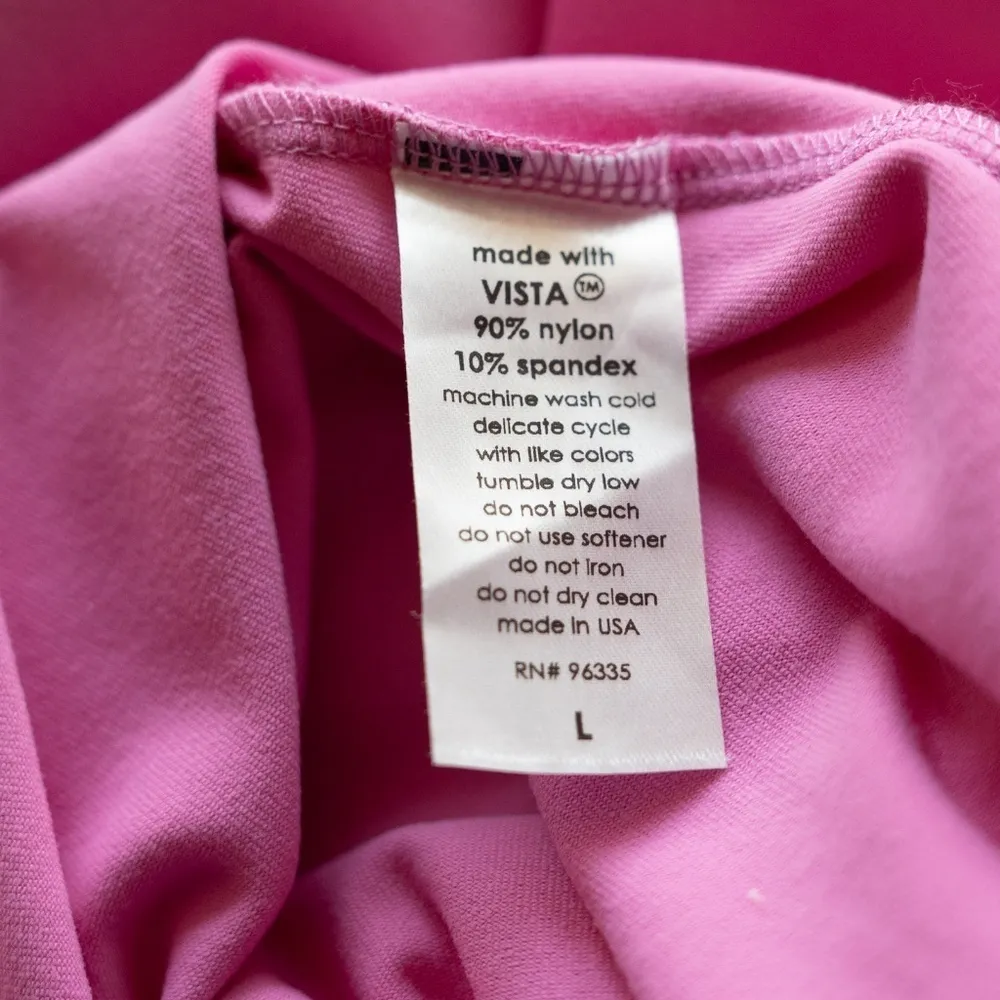 made with
VISTA™
90% nylon
10% spandex
machine wash cold
delicate cycle
with like colors
tumble dry low
do not bleach
do not use softener
do not iron
do not dry clean
made in USA
RN# 96335
L